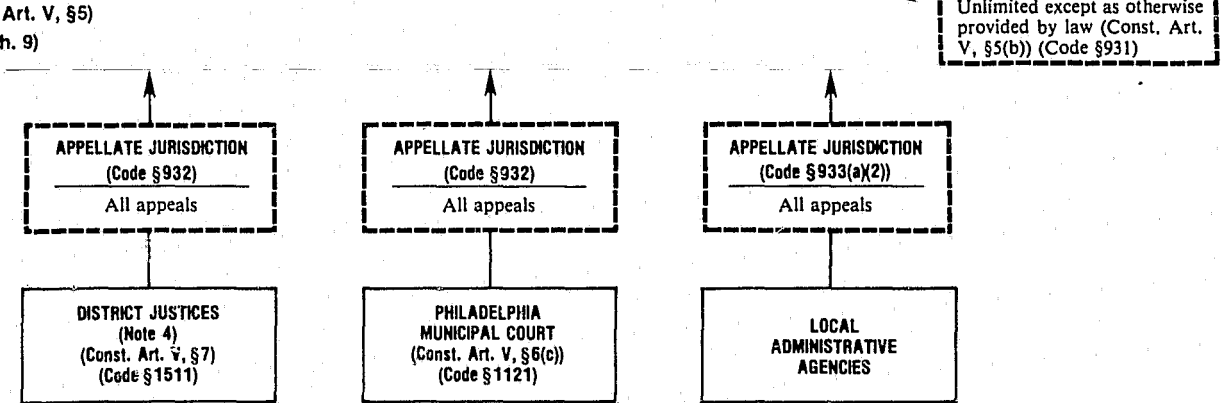 Art. V, §5)
h. 9)
Unlimited except as otherwise
provided by law (Const. Art.
V, §5(b)) (Code §931)
APPELLATE JURISDICTION
(Code §932)
All appeals
APPELLATE JURISDICTION
(Code §932)
All appeals
APPELLATE JURISDICTION
(Code §933(a)(2))
All appeals
DISTRICT JUSTICES
(Note 4)
(Const. Art. V, §7)
(Code §1511)
PHILADELPHIA
MUNICIPAL COURT
(Const. Art. V, §6(c))
(Code §1121)
LOCAL
ADMINISTRATIVE
AGENCIES